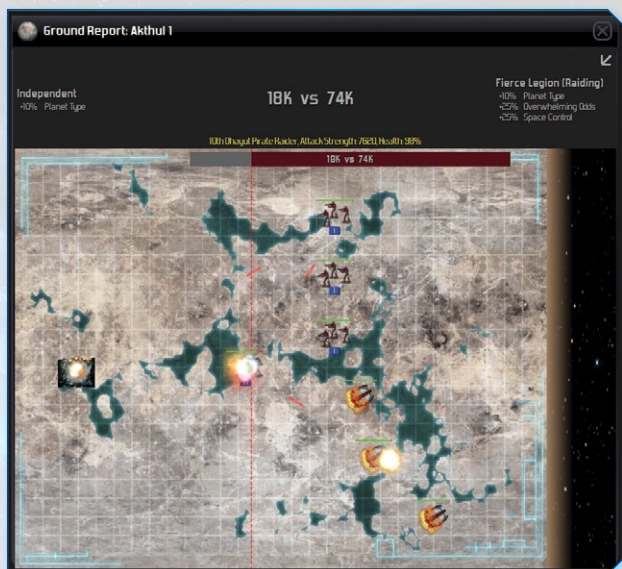 Ground Report: Akthul 1
Independent
+10% Planet Type
18K vs 74K
Fierce Legion (Raiding)
+10% Planet Type
+25% Overwhelming Odds
+25% Space Control
10th Dhayut Pirate Raider, Attack Strength: 7620, Health: 98%
18K vs 74K